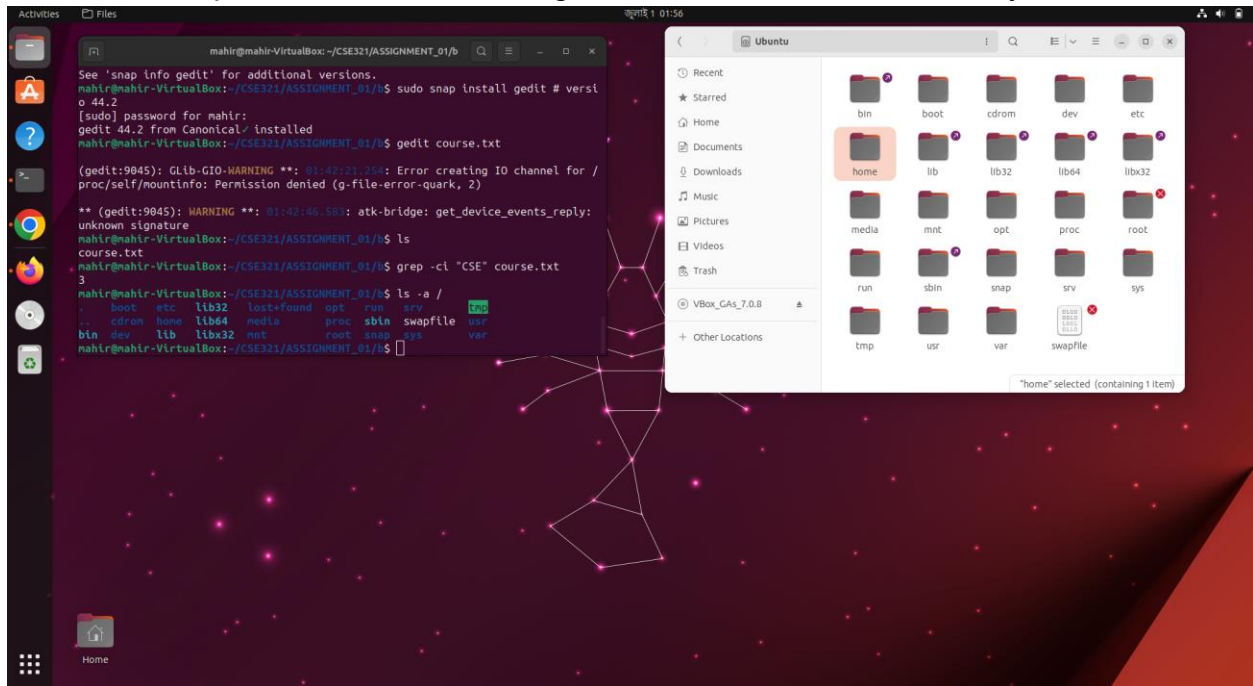 Activities Files জুলাই 1 01:56
mahir@mahir-VirtualBox: ~/CSE321/ASSIGNMENT_01/b
See 'snap info gedit' for additional versions.
mahir@mahir-VirtualBox:~/CSE321/ASSIGNMENT_01/b$ sudo snap install gedit # versi
o 44.2
[sudo] password for mahir:
gedit 44.2 from Canonical✓ installed
mahir@mahir-VirtualBox:~/CSE321/ASSIGNMENT_01/b$ gedit course.txt
(gedit:9045): GLib-GIO-WARNING **: 01:42:21.254: Error creating IO channel for /
proc/self/mountinfo: Permission denied (g-file-error-quark, 2)
** (gedit:9045): WARNING **: 01:42:46.583: atk-bridge: get_device_events_reply:
unknown signature
mahir@mahir-VirtualBox:~/CSE321/ASSIGNMENT_01/b$ ls
course.txt
mahir@mahir-VirtualBox:~/CSE321/ASSIGNMENT_01/b$ grep -ci "CSE" course.txt
3
mahir@mahir-VirtualBox:~/CSE321/ASSIGNMENT_01/b$ ls -a /
. boot etc lib32 lost+found opt run srv tmp
.. cdrom home lib64 media proc sbin swapfile usr
bin dev lib libx32 mnt root snap sys var
mahir@mahir-VirtualBox:~/CSE321/ASSIGNMENT_01/b$
Ubuntu
Recent
Starred
Home
Documents
Downloads
Music
Pictures
Videos
Trash
VBox_GAs_7.0.8
+ Other Locations
bin boot cdrom dev etc
home lib lib32 lib64 libx32
media mnt opt proc root
run sbin snap srv sys
tmp usr var swapfile
"home" selected (containing 1 item)
Home